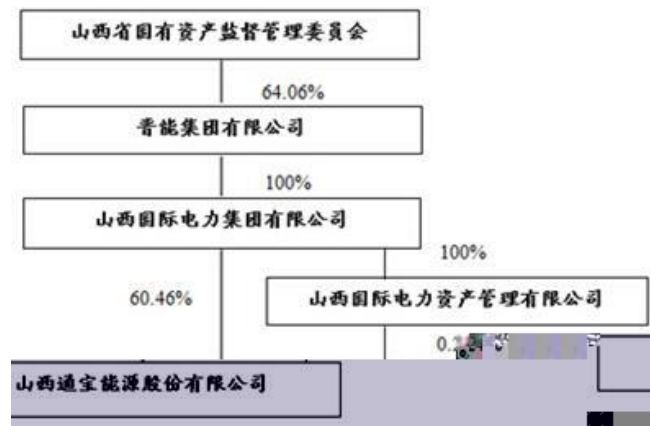 山西省国有资产监督管理委员会
64.06%
晋能集团有限公司
100%
山西国际电力集团有限公司
100%
60.46%
山西国际电力资产管理有限公司
山西通宝能源股份有限公司